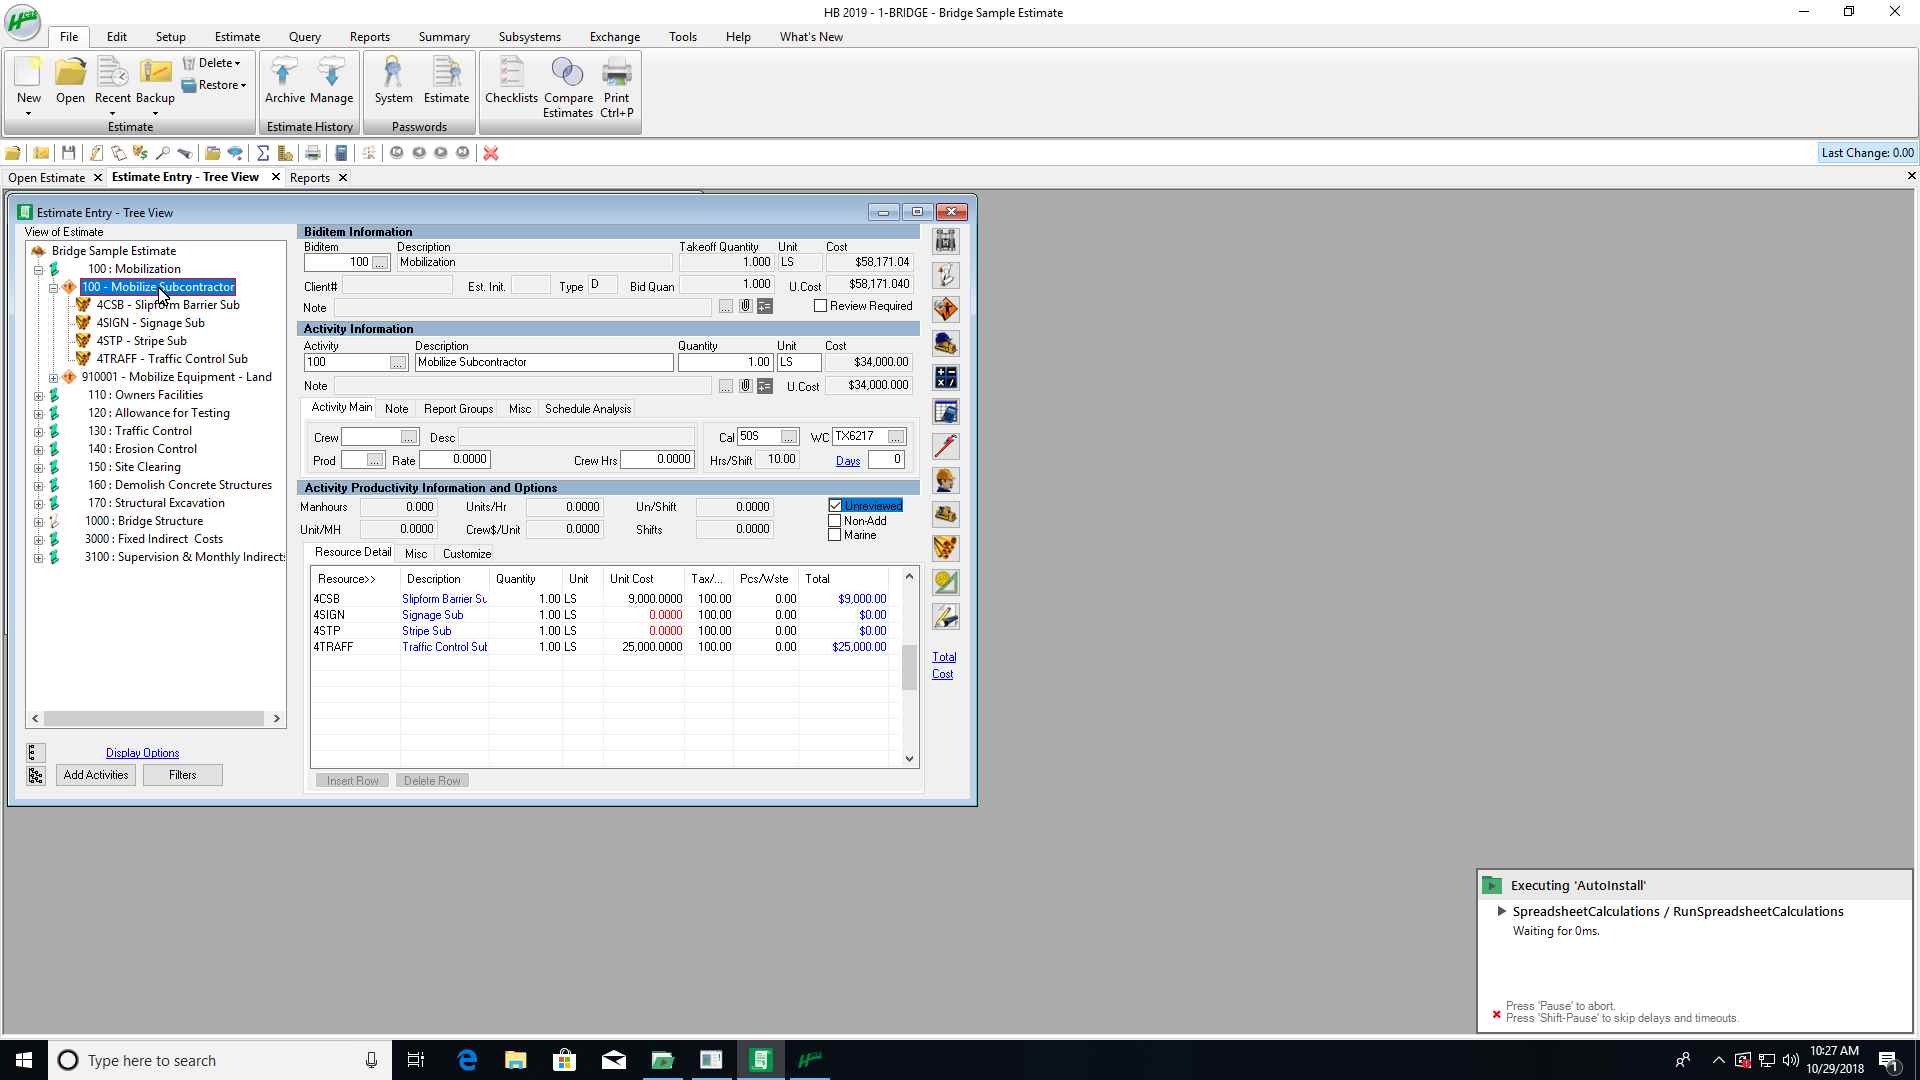 HB 2019 - 1-BRIDGE - Bridge Sample Estimate
File Edit Setup Estimate Query Reports Summary Subsystems Exchange Tools Help What's New
New Open Recent Backup Delete Restore
Estimate
Archive Manage
Estimate History
System Estimate
Passwords
Checklists Compare Estimates Print Ctrl+P
Last Change: 0.00
Open Estimate Estimate Entry - Tree View Reports
Estimate Entry - Tree View
View of Estimate
Bridge Sample Estimate
100 : Mobilization
100 - Mobilize Subcontractor
4CSB - Slipform Barrier Sub
4SIGN - Signage Sub
4STP - Stripe Sub
4TRAFF - Traffic Control Sub
910001 - Mobilize Equipment - Land
110 : Owners Facilities
120 : Allowance for Testing
130 : Traffic Control
140 : Erosion Control
150 : Site Clearing
160 : Demolish Concrete Structures
170 : Structural Excavation
1000 : Bridge Structure
3000 : Fixed Indirect Costs
3100 : Supervision & Monthly Indirect
Display Options
Add Activities Filters
Biditem Information
Biditem Description Takeoff Quantity Unit Cost
100 ... Mobilization 1.000 LS $58,171.04
Client# Est. Init. Type D Bid Quan 1.000 U.Cost $58,171.040
Note ... Review Required
Activity Information
Activity Description Quantity Unit Cost
100 ... Mobilize Subcontractor 1.00 LS $34,000.00
Note ... U.Cost $34,000.000
Activity Main Note Report Groups Misc Schedule Analysis
Crew ... Desc Cal 50S ... WC TX6217 ...
Prod ... Rate 0.0000 Crew Hrs 0.0000 Hrs/Shift 10.00 Days 0
Activity Productivity Information and Options
Manhours 0.000 Units/Hr 0.0000 Un/Shift 0.0000 Unreviewed
Non-Add
Unit/MH 0.0000 Crew$/Unit 0.0000 Shifts 0.0000 Marine
Resource Detail Misc Customize
Resource>> Description Quantity Unit Unit Cost Tax/... Pcs/Wste Total
4CSB Slipform Barrier Su 1.00 LS 9,000.0000 100.00 0.00 $9,000.00
4SIGN Signage Sub 1.00 LS 0.0000 100.00 0.00 $0.00
4STP Stripe Sub 1.00 LS 0.0000 100.00 0.00 $0.00
4TRAFF Traffic Control Sub 1.00 LS 25,000.0000 100.00 0.00 $25,000.00
Insert Row Delete Row
Total
Cost
Executing 'AutoInstall'
SpreadsheetCalculations / RunSpreadsheetCalculations
Waiting for 0ms.
Press 'Pause' to abort.
Press 'Shift-Pause' to skip delays and timeouts.
Type here to search
10:27 AM
10/29/2018
1